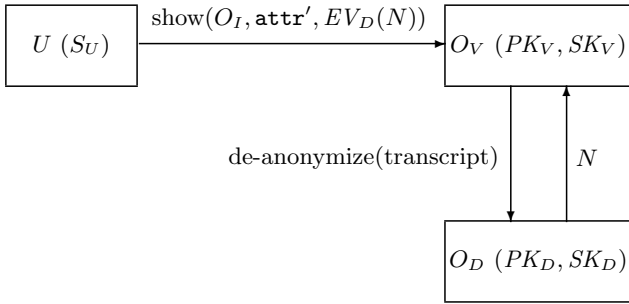 show(O_I, attr′, EV_D(N))
U (S_U)
O_V (PK_V, SK_V)
de-anonymize(transcript)
N
O_D (PK_D, SK_D)